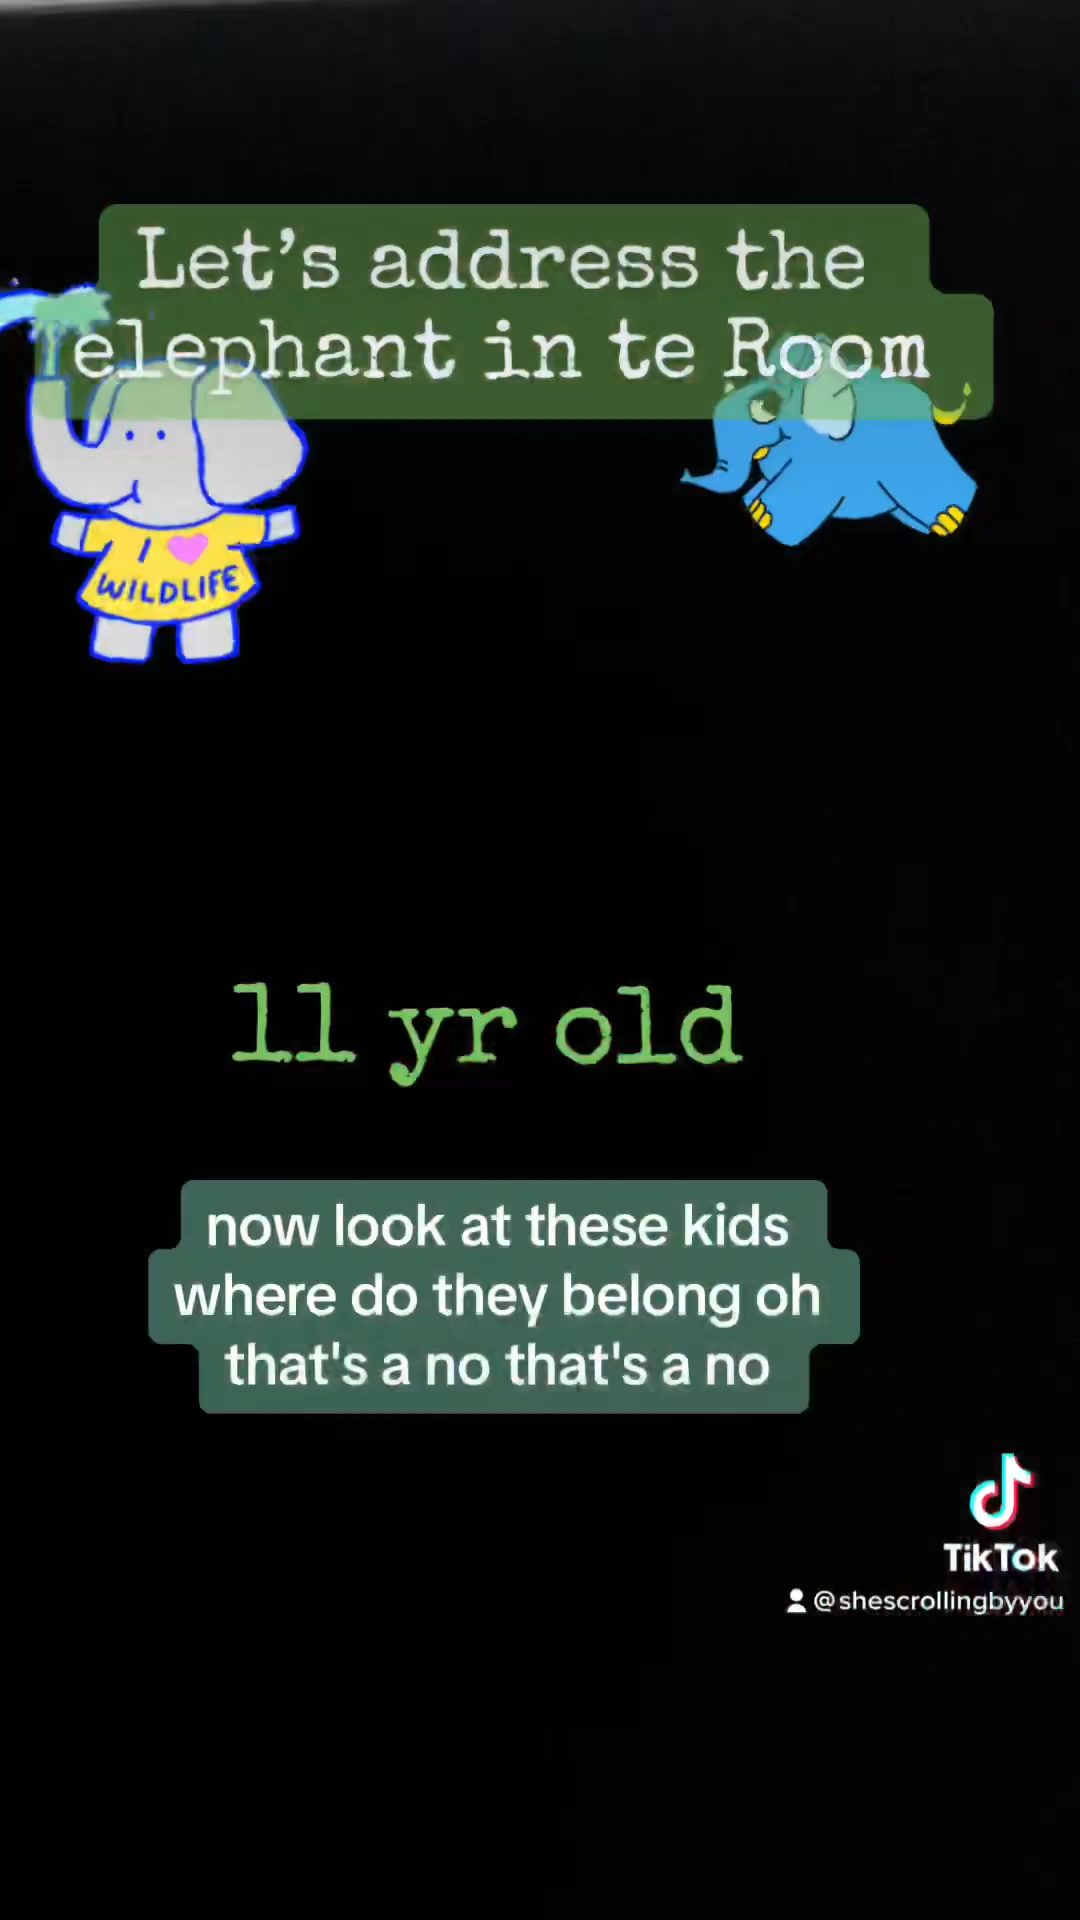 Let’s address the
elephant in te Room
I
WILDLIFE
11 yr old
now look at these kids
where do they belong oh
that's a no that's a no
TikTok
@shescrollingbyyou